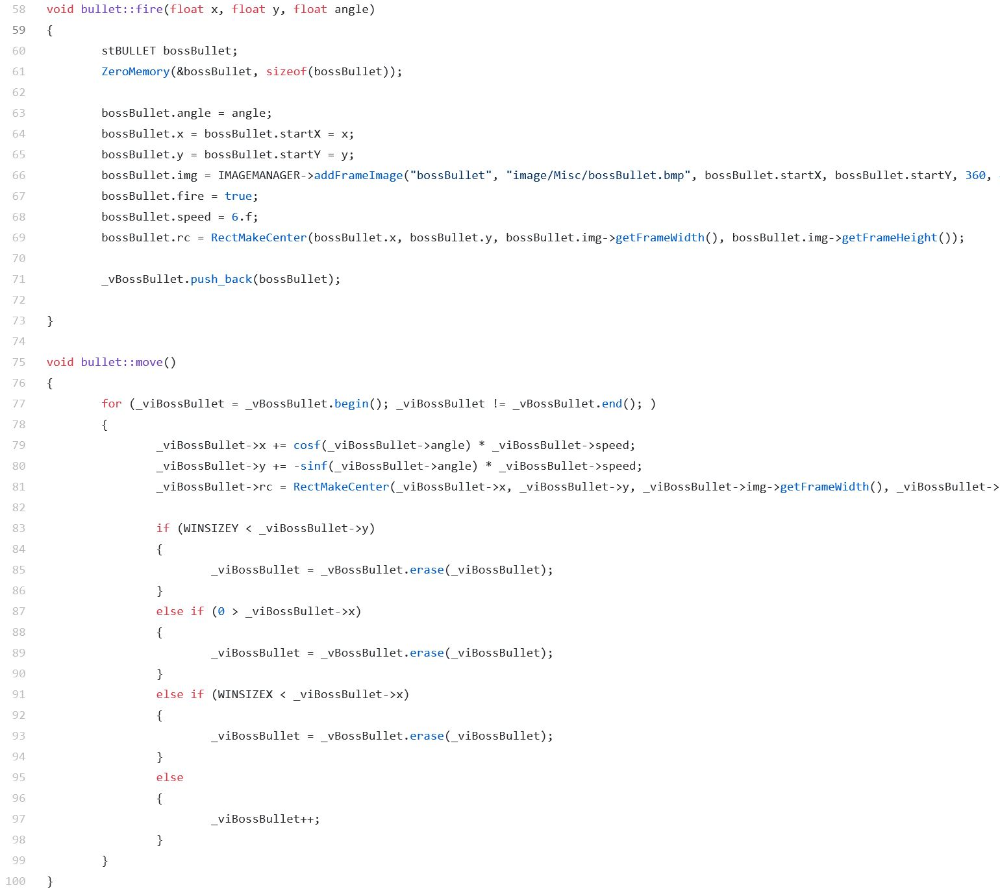 58 void bullet::fire(float x, float y, float angle)
59 {
60 stBULLET bossBullet;
61 ZeroMemory(&bossBullet, sizeof(bossBullet));
62
63 bossBullet.angle = angle;
64 bossBullet.x = bossBullet.startX = x;
65 bossBullet.y = bossBullet.startY = y;
66 bossBullet.img = IMAGEMANAGER->addFrameImage("bossBullet", "image/Misc/bossBullet.bmp", bossBullet.startX, bossBullet.startY, 360,
67 bossBullet.fire = true;
68 bossBullet.speed = 6.f;
69 bossBullet.rc = RectMakeCenter(bossBullet.x, bossBullet.y, bossBullet.img->getFrameWidth(), bossBullet.img->getFrameHeight());
70
71 _vBossBullet.push_back(bossBullet);
72
73 }
74
75 void bullet::move()
76 {
77 for (_viBossBullet = _vBossBullet.begin(); _viBossBullet != _vBossBullet.end(); )
78 {
79 _viBossBullet->x += cosf(_viBossBullet->angle) * _viBossBullet->speed;
80 _viBossBullet->y += -sinf(_viBossBullet->angle) * _viBossBullet->speed;
81 _viBossBullet->rc = RectMakeCenter(_viBossBullet->x, _viBossBullet->y, _viBossBullet->img->getFrameWidth(), _viBossBullet->
82
83 if (WINSIZEY < _viBossBullet->y)
84 {
85 _viBossBullet = _vBossBullet.erase(_viBossBullet);
86 }
87 else if (0 > _viBossBullet->x)
88 {
89 _viBossBullet = _vBossBullet.erase(_viBossBullet);
90 }
91 else if (WINSIZEX < _viBossBullet->x)
92 {
93 _viBossBullet = _vBossBullet.erase(_viBossBullet);
94 }
95 else
96 {
97 _viBossBullet++;
98 }
99 }
100 }